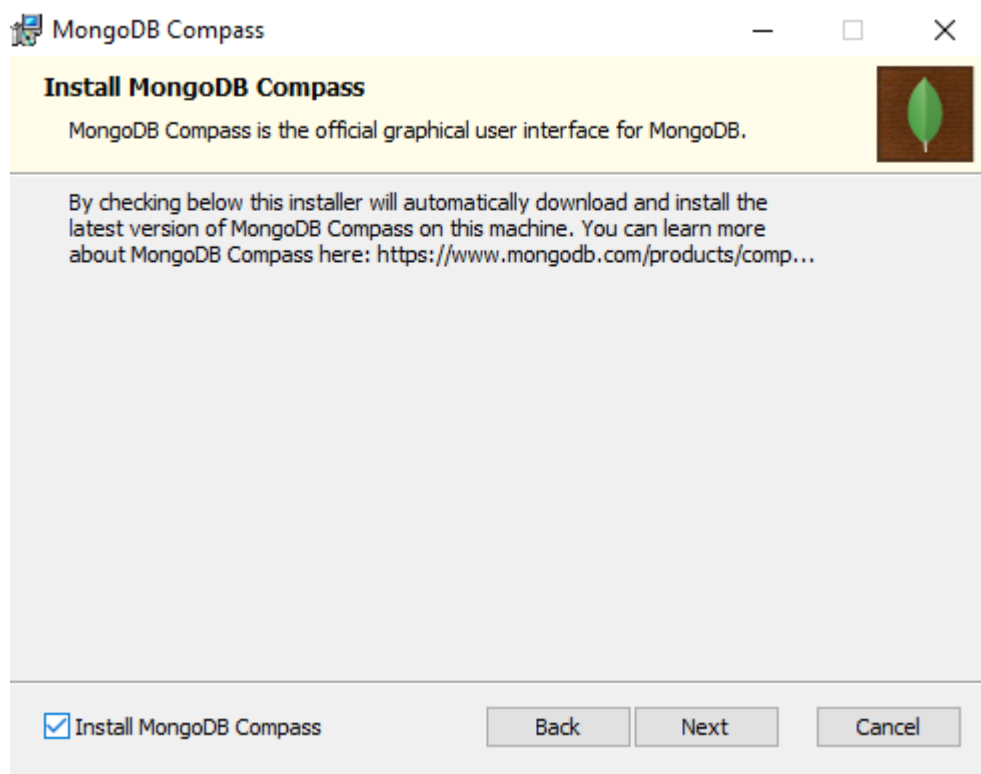 MongoDB Compass
Install MongoDB Compass
MongoDB Compass is the official graphical user interface for MongoDB.
By checking below this installer will automatically download and install the
latest version of MongoDB Compass on this machine. You can learn more
about MongoDB Compass here: https://www.mongodb.com/products/comp...
Install MongoDB Compass Back Next Cancel